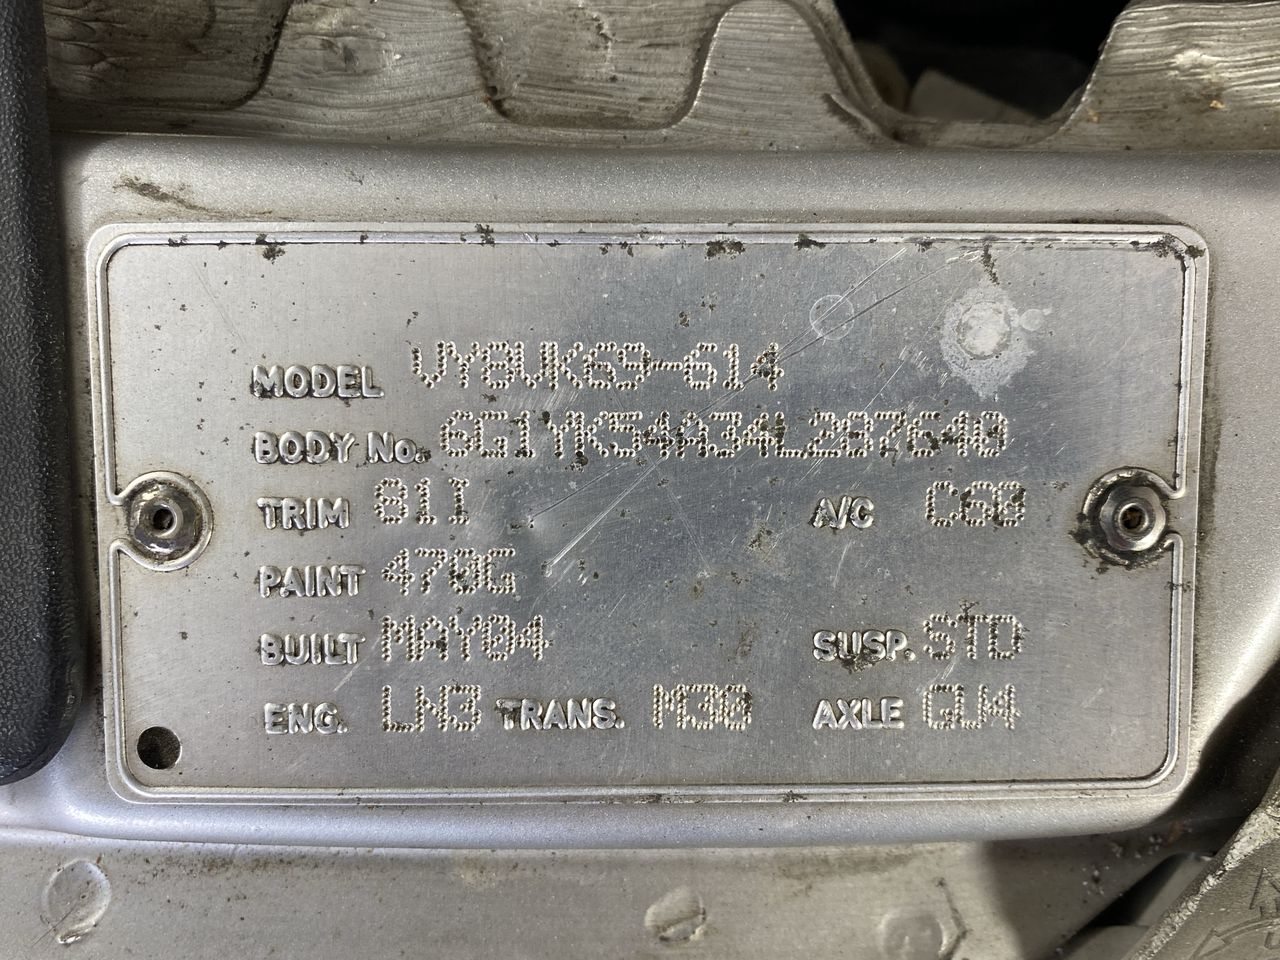 MODEL VY8VK69-614
BODY No. 6G1YK54A34L287640
TRIM 81I A/C C60
PAINT 470G
BUILT MAY04 SUSP. STD
ENG. LN3 TRANS. M30 AXLE GU4